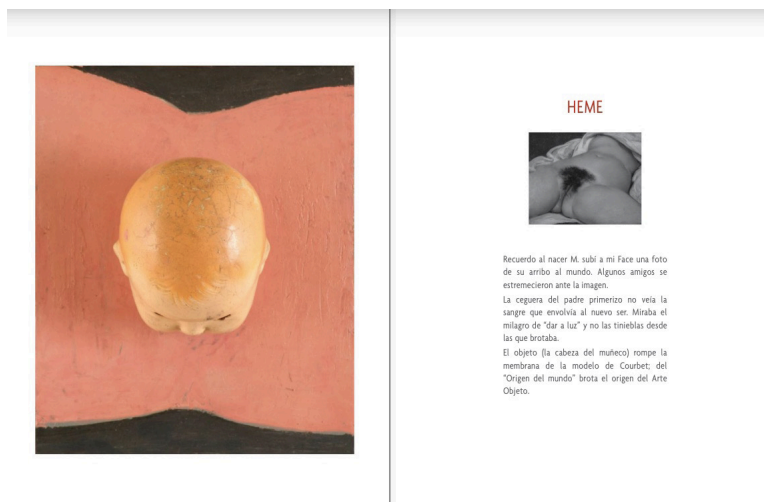 HEME
Recuerdo al nacer M. subí a mi Face una foto
de su arribo al mundo. Algunos amigos se
estremecieron ante la imagen.
La ceguera del padre primerizo no veía la
sangre que envolvía al nuevo ser. Miraba el
milagro de "dar a luz" y no las tinieblas desde
las que brotaba.
El objeto (la cabeza del muñeco) rompe la
membrana de la modelo de Courbet; del
"Origen del mundo" brota el origen del Arte
Objeto.